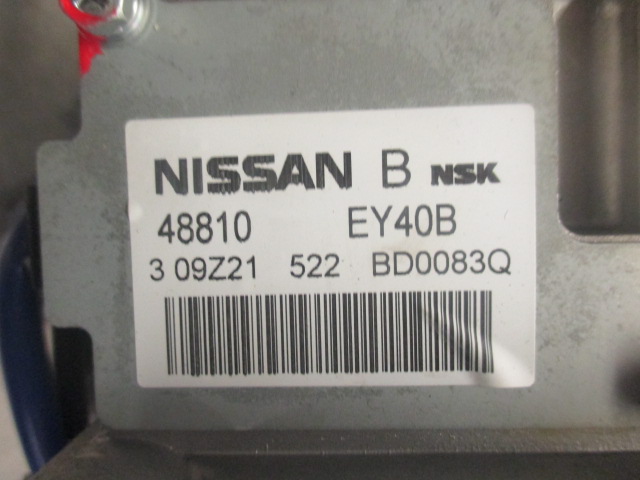 NISSAN B NSK
48810 EY40B
3 09Z21 522 BD0083Q